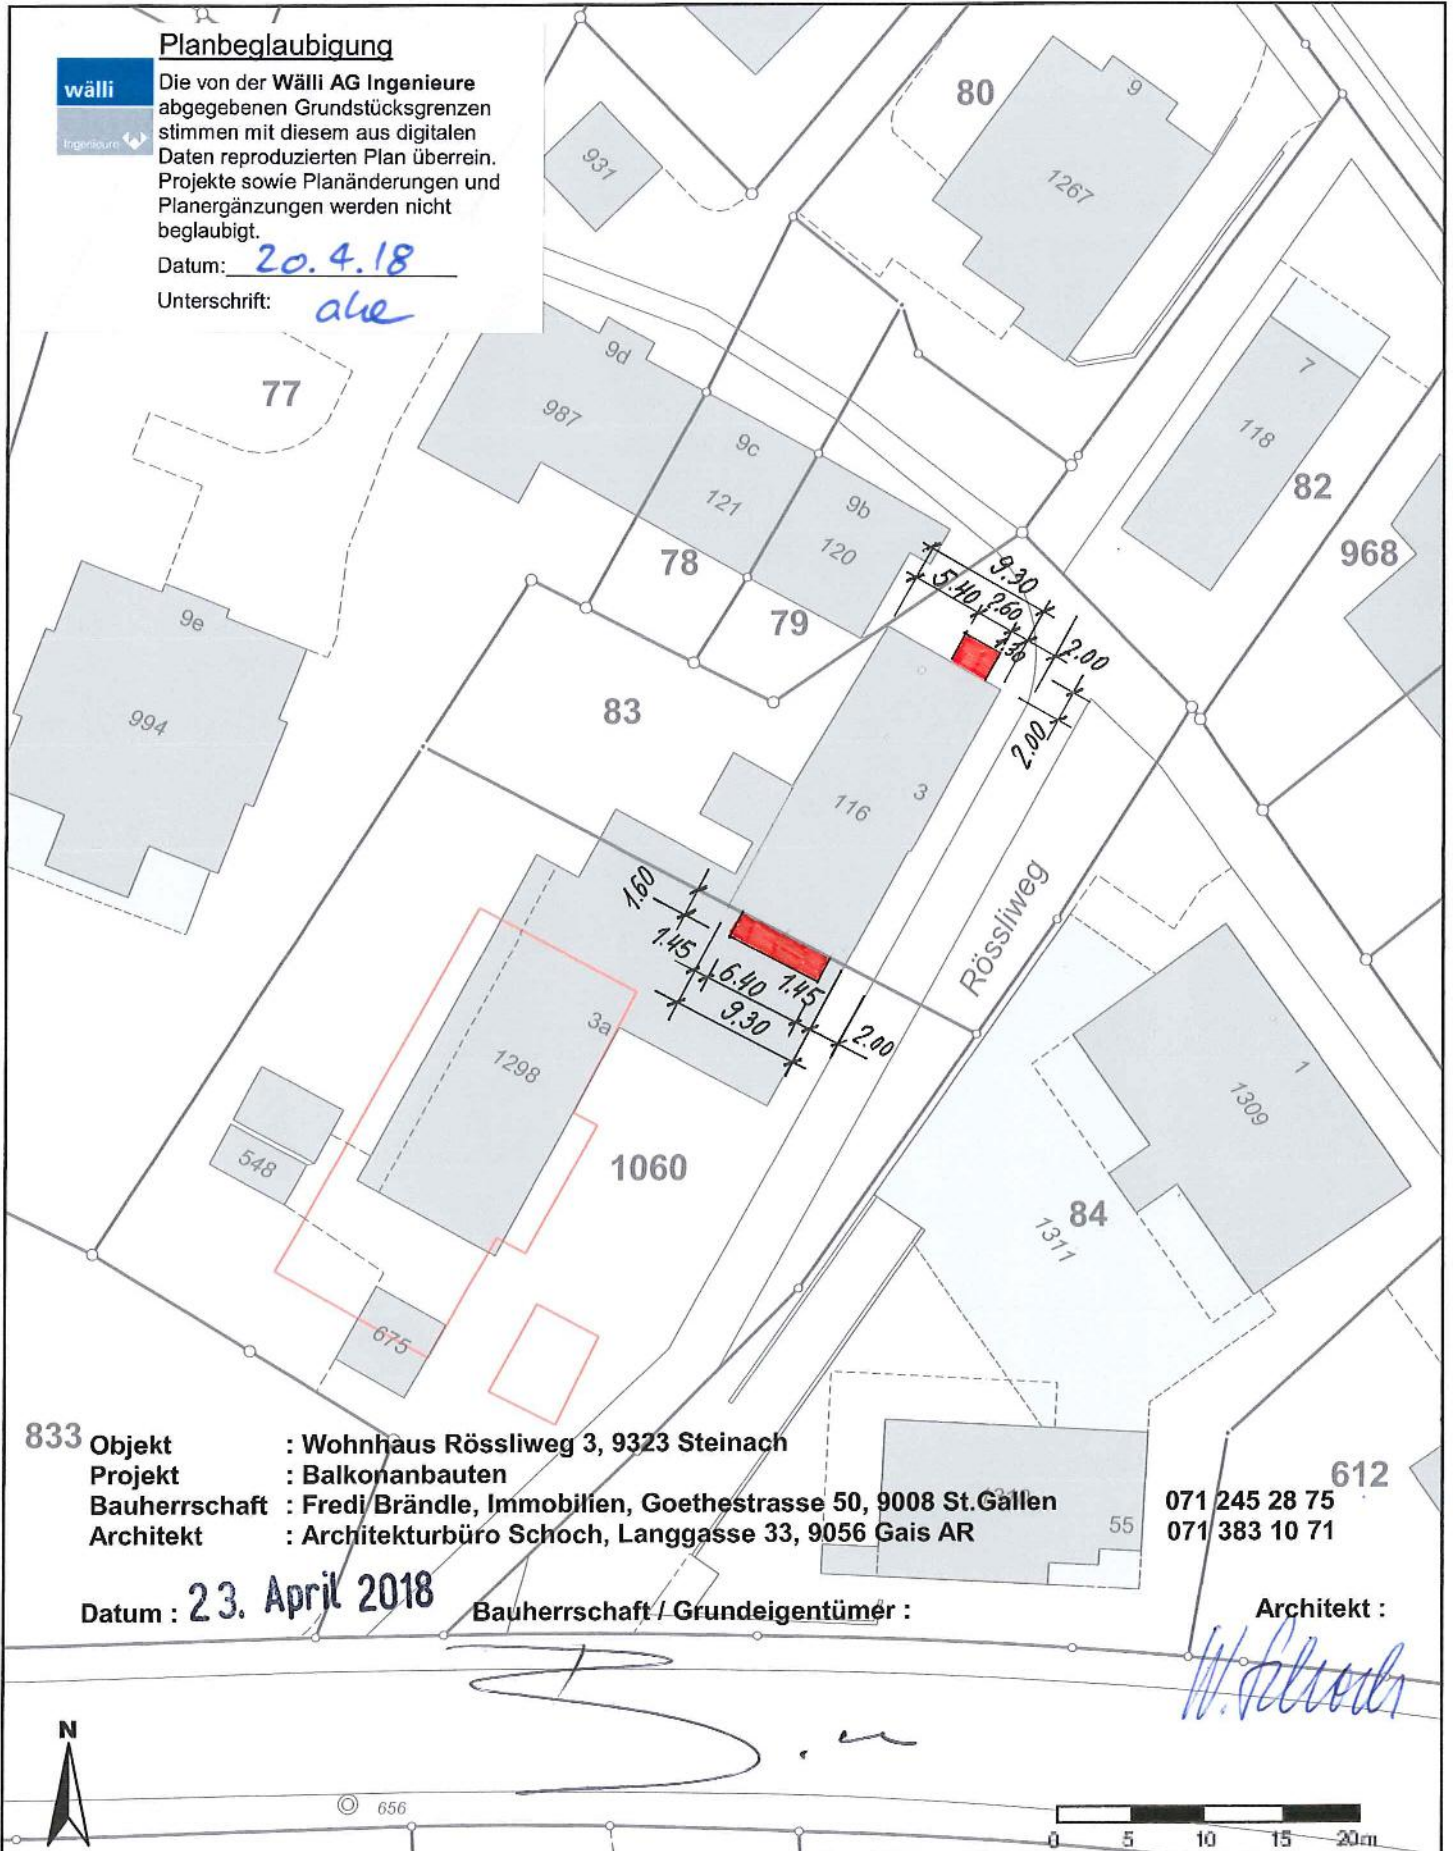 Planbeglaubigung
wälli
Ingenieure
Die von der Wälli AG Ingenieure
abgegebenen Grundstücksgrenzen
stimmen mit diesem aus digitalen
Daten reproduzierten Plan überrein.
Projekte sowie Planänderungen und
Planergänzungen werden nicht
beglaubigt.
Datum: 20.4.18
Unterschrift:
80
9
931
1267
77
9d
987
9c
121
9b
120
7
118
82
968
78
79
9e
994
83
9.30
5.40 2.60
1.30
2.00
2.00
116
3
Rössliweg
1.60
1.45 6.40 1.45
9.30
2.00
3a
1298
548
1060
675
1
1309
84
1311
833
612
Objekt : Wohnhaus Rössliweg 3, 9323 Steinach
Projekt : Balkonanbauten
Bauherrschaft : Fredi Brändle, Immobilien, Goethestrasse 50, 9008 St.Gallen 071 245 28 75
Architekt : Architekturbüro Schoch, Langgasse 33, 9056 Gais AR 071 383 10 71
55
Datum : 23. April 2018 Bauherrschaft / Grundeigentümer : Architekt :
W. Schoch
N
656
0 5 10 15 20m